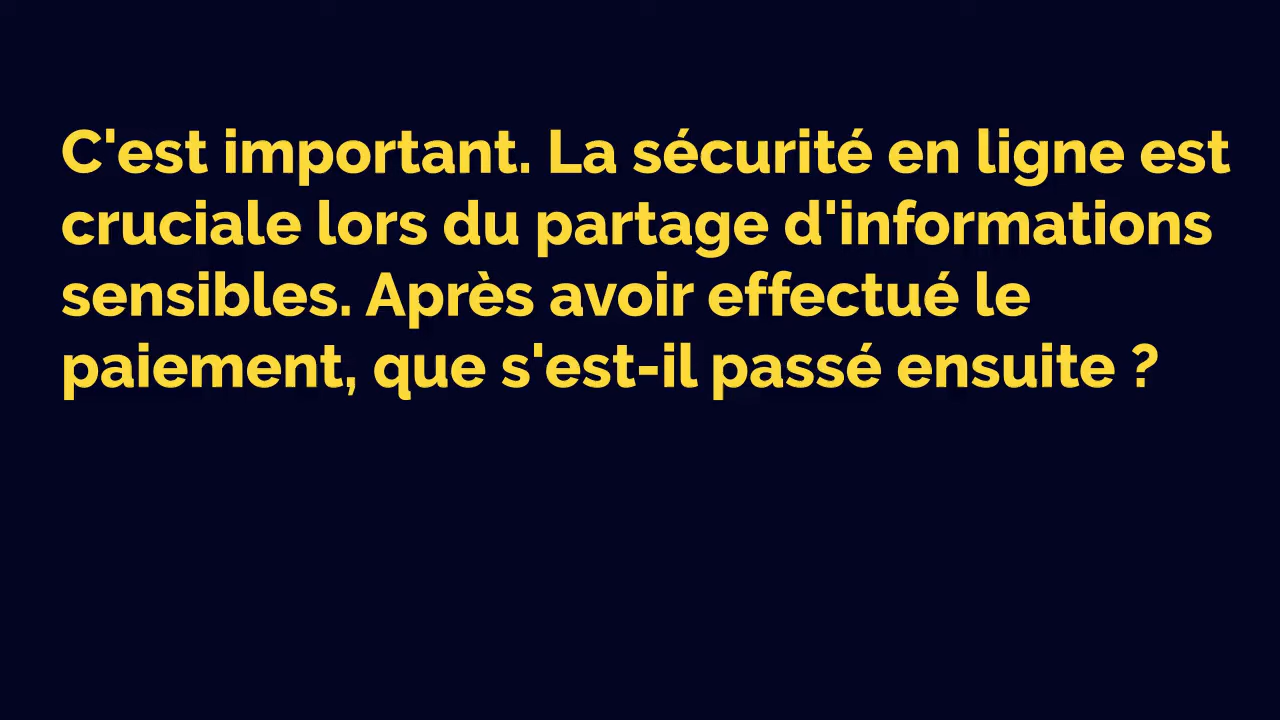 C'est important. La sécurité en ligne est
cruciale lors du partage d'informations
sensibles. Après avoir effectué le
paiement, que s'est-il passé ensuite ?